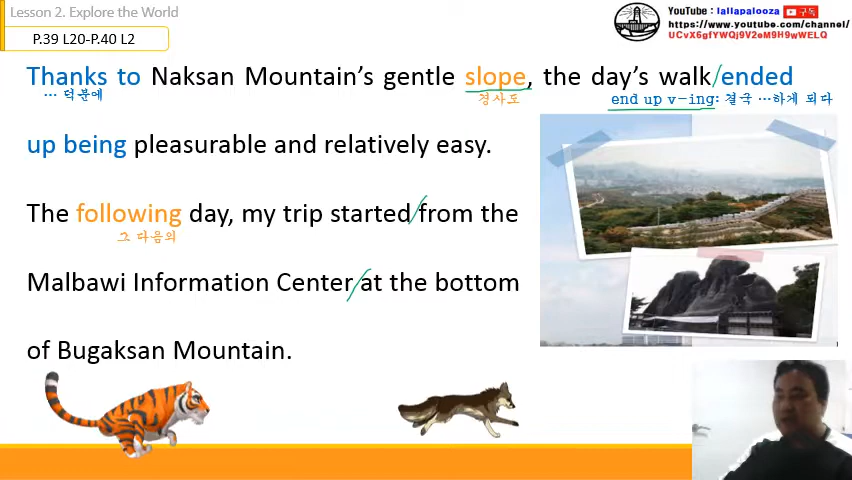 Lesson 2. Explore the World
P.39 L20-P.40 L2
YouTube : lallapalooza 구독
https://www.youtube.com/channel/
UCvX6gfYWQj9V2eM9H9wWELQ
Thanks to Naksan Mountain's gentle slope, the day's walk/ended
... 덕분에 경사도 end up v-ing: 결국 ...하게 되다
up being pleasurable and relatively easy.
The following day, my trip started/from the
그 다음의
Malbawi Information Center/at the bottom
of Bugaksan Mountain.